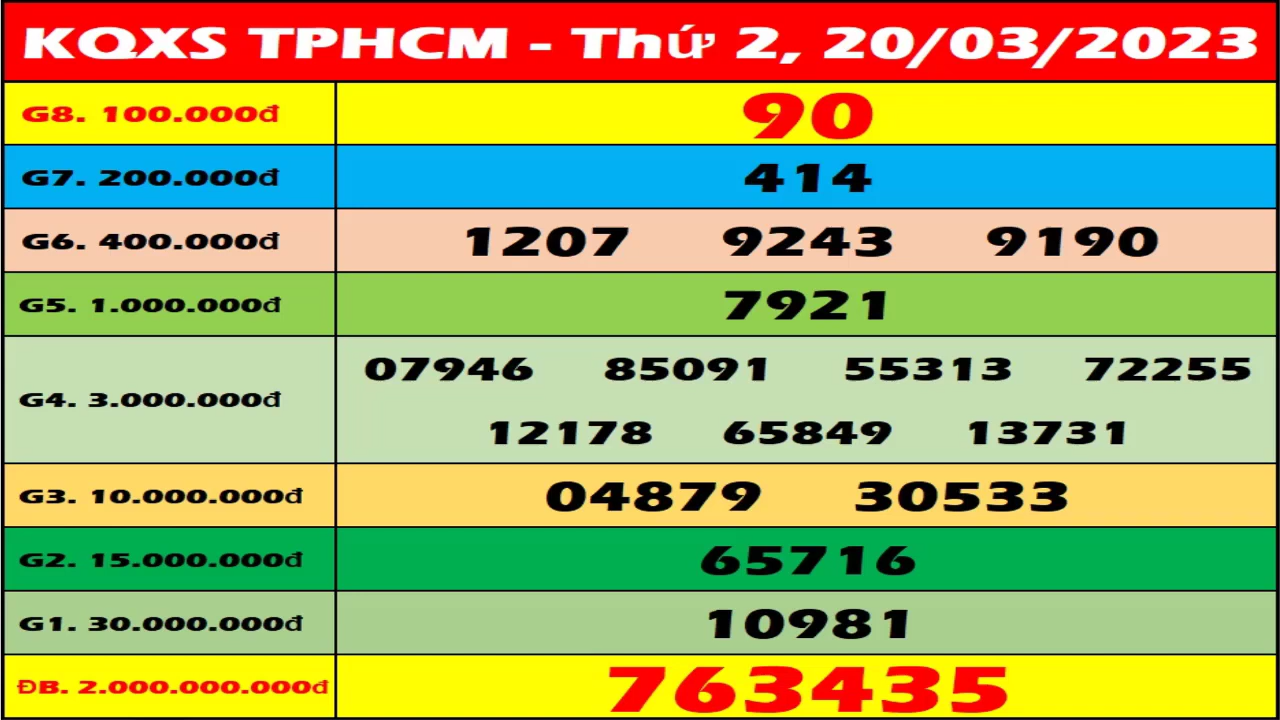 KQXS TPHCM - Thứ 2, 20/03/2023
G8. 100.000đ 90
G7. 200.000đ 414
G6. 400.000đ 1207 9243 9190
G5. 1.000.000đ 7921
G4. 3.000.000đ 07946 85091 55313 72255
12178 65849 13731
G3. 10.000.000đ 04879 30533
G2. 15.000.000đ 65716
G1. 30.000.000đ 10981
ĐB. 2.000.000.000đ 763435